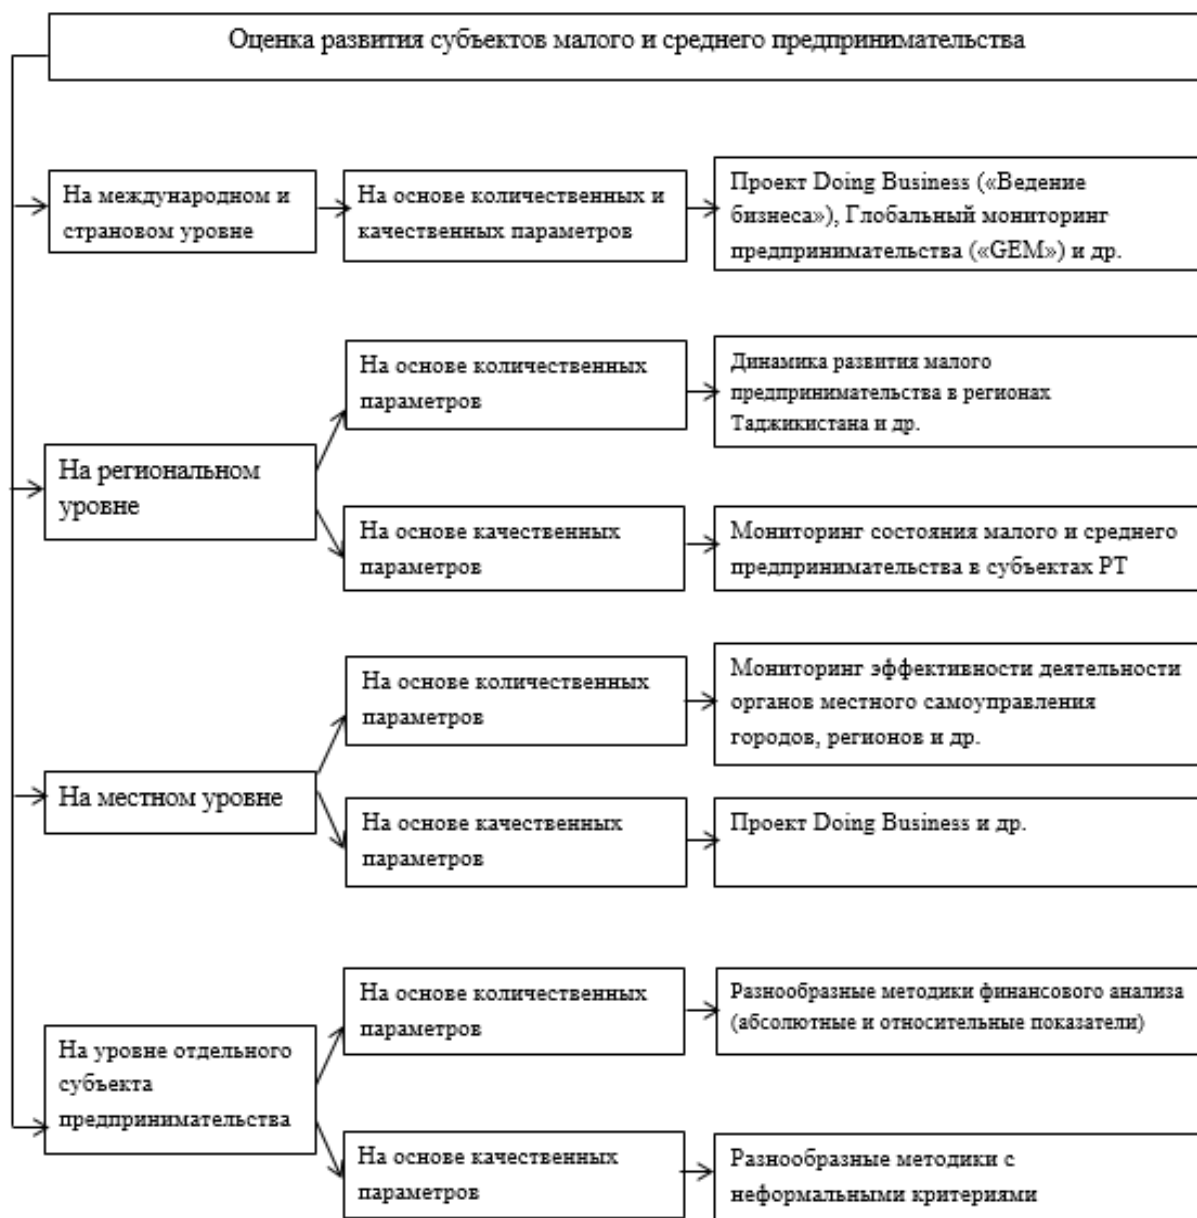 Оценка развития субъектов малого и среднего предпринимательства
На международном и
страновом уровне
На основе количественных и
качественных параметров
Проект Doing Business («Ведение
бизнеса»), Глобальный мониторинг
предпринимательства («GEM») и др.
На региональном
уровне
На основе количественных
параметров
Динамика развития малого
предпринимательства в регионах
Таджикистана и др.
На основе качественных
параметров
Мониторинг состояния малого и среднего
предпринимательства в субъектах РТ
На местном уровне
На основе количественных
параметров
Мониторинг эффективности деятельности
органов местного самоуправления
городов, регионов и др.
На основе качественных
параметров
Проект Doing Business и др.
На уровне отдельного
субъекта
предпринимательства
На основе количественных
параметров
Разнообразные методики финансового анализа
(абсолютные и относительные показатели)
На основе качественных
параметров
Разнообразные методики с
неформальными критериями